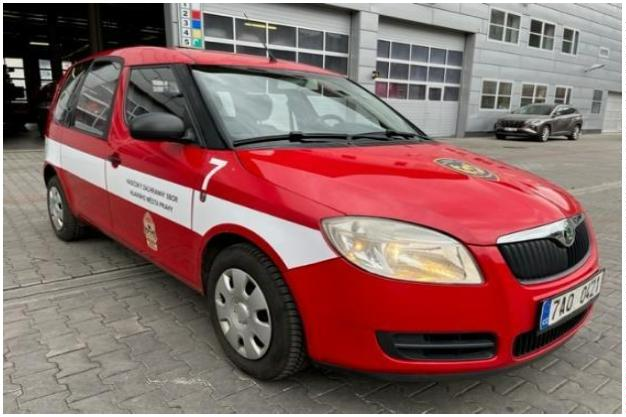 7
HASIČSKÝ ZÁCHRANNÝ SBOR
HLAVNÍHO MĚSTA PRAHY
7A0 0421